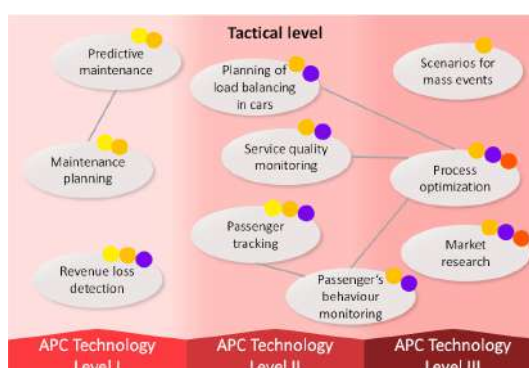 Tactical level
Predictive
maintenance
Maintenance
planning
Revenue loss
detection
Planning of
load balancing
in cars
Service quality
monitoring
Passenger
tracking
Passenger's
behaviour
monitoring
Scenarios for
mass events
Process
optimization
Market
research
APC Technology
Level I
APC Technology
Level II
APC Technology
Level III